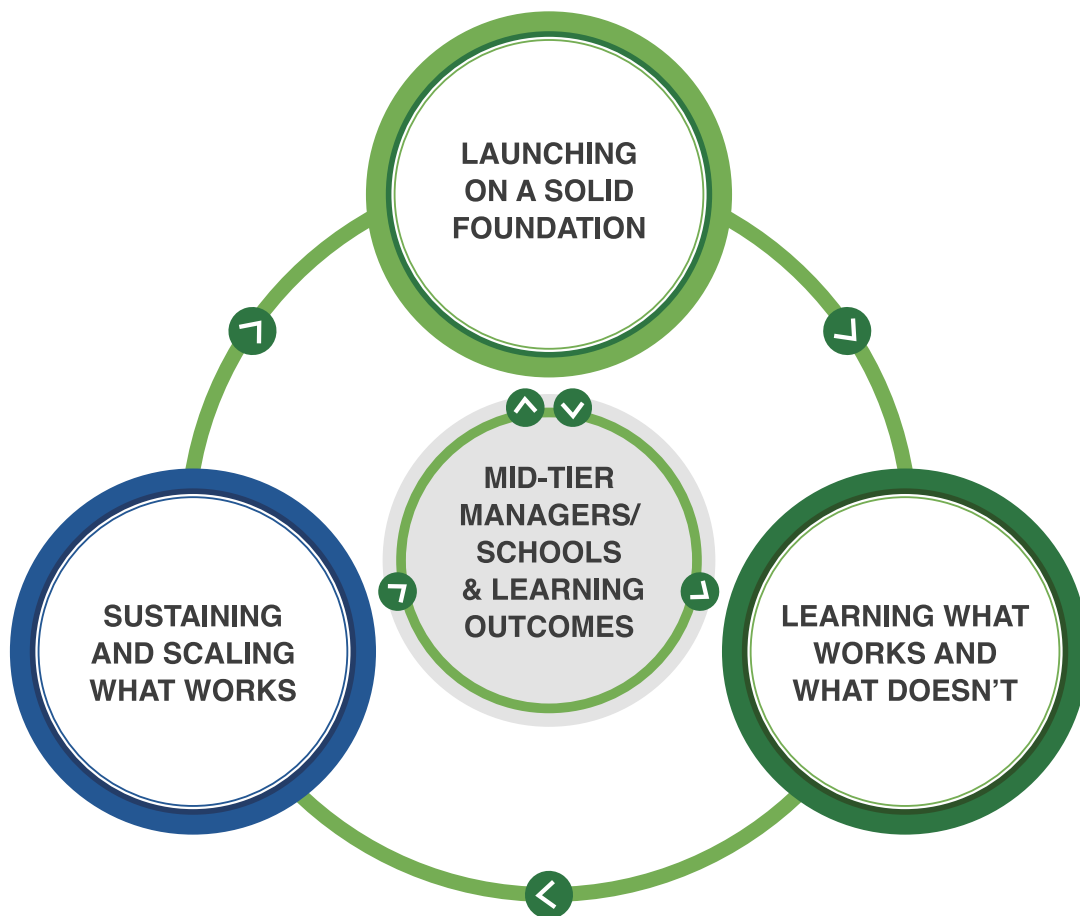 LAUNCHING
ON A SOLID
FOUNDATION
MID-TIER
MANAGERS/
SCHOOLS
& LEARNING
OUTCOMES
SUSTAINING
AND SCALING
WHAT WORKS
LEARNING WHAT
WORKS AND
WHAT DOESN’T